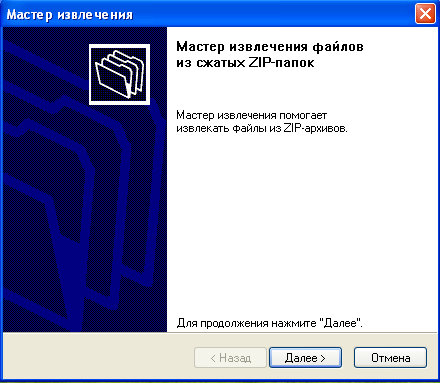 Мастер извлечения
Мастер извлечения файлов
из сжатых ZIP-папок
Мастер извлечения помогает
извлекать файлы из ZIP-архивов.
Для продолжения нажмите "Далее".
< Назад
Далее >
Отмена